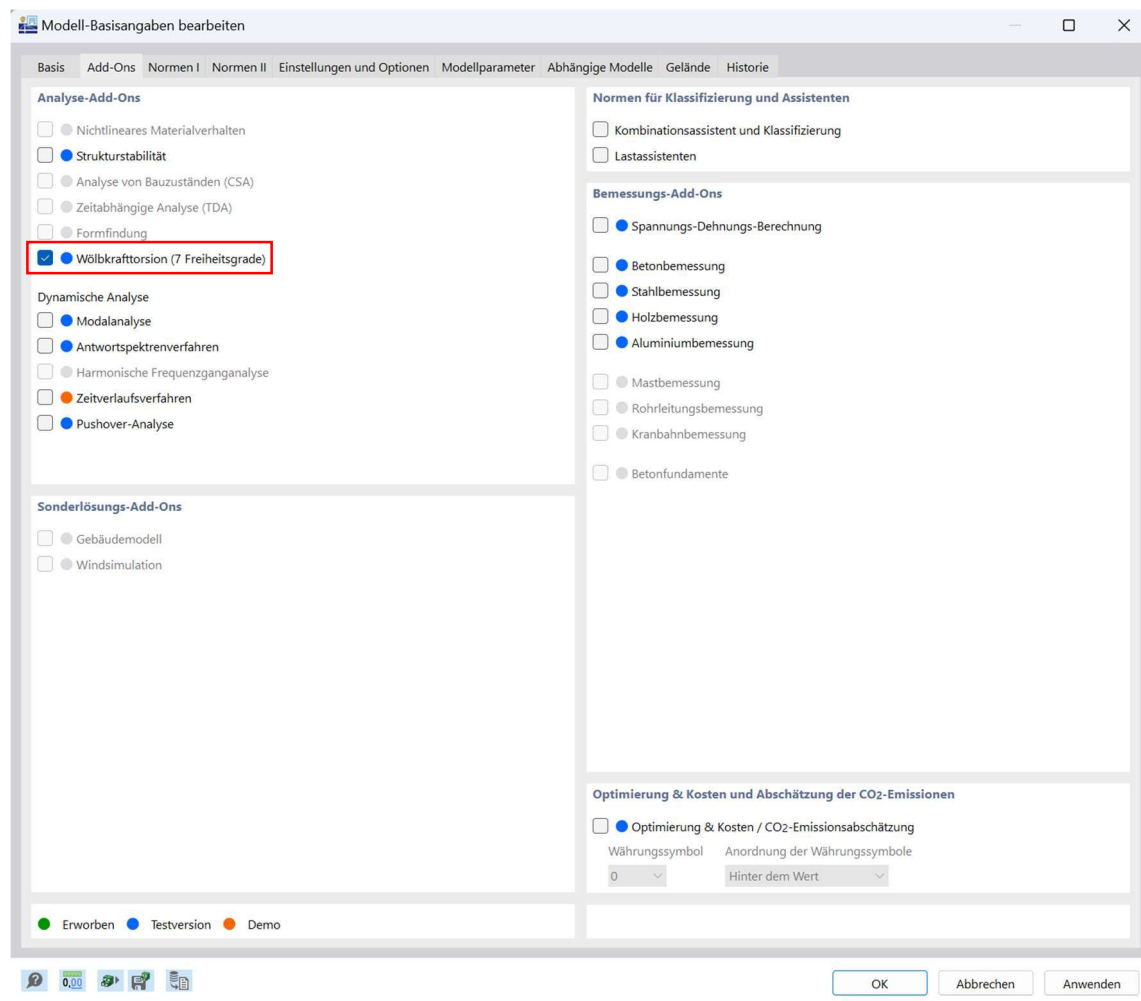 Modell-Basisangaben bearbeiten
Basis Add-Ons Normen I Normen II Einstellungen und Optionen Modellparameter Abhängige Modelle Gelände Historie
Analyse-Add-Ons
Nichtlineares Materialverhalten
Strukturstabilität
Analyse von Bauzuständen (CSA)
Zeitabhängige Analyse (TDA)
Formfindung
Wölbkrafttorsion (7 Freiheitsgrade)
Dynamische Analyse
Modalanalyse
Antwortspektrenverfahren
Harmonische Frequenzganganalyse
Zeitverlaufsverfahren
Pushover-Analyse
Sonderlösungs-Add-Ons
Gebäudemodell
Windsimulation
Normen für Klassifizierung und Assistenten
Kombinationsassistent und Klassifizierung
Lastassistenten
Bemessungs-Add-Ons
Spannungs-Dehnungs-Berechnung
Betonbemessung
Stahlbemessung
Holzbemessung
Aluminiumbemessung
Mastbemessung
Rohrleitungsbemessung
Kranbahnbemessung
Betonfundamente
Optimierung & Kosten und Abschätzung der CO2-Emissionen
Optimierung & Kosten / CO2-Emissionsabschätzung
Währungssymbol Anordnung der Währungssymbole
0 Hinter dem Wert
Erworben Testversion Demo
0,00
OK Abbrechen Anwenden